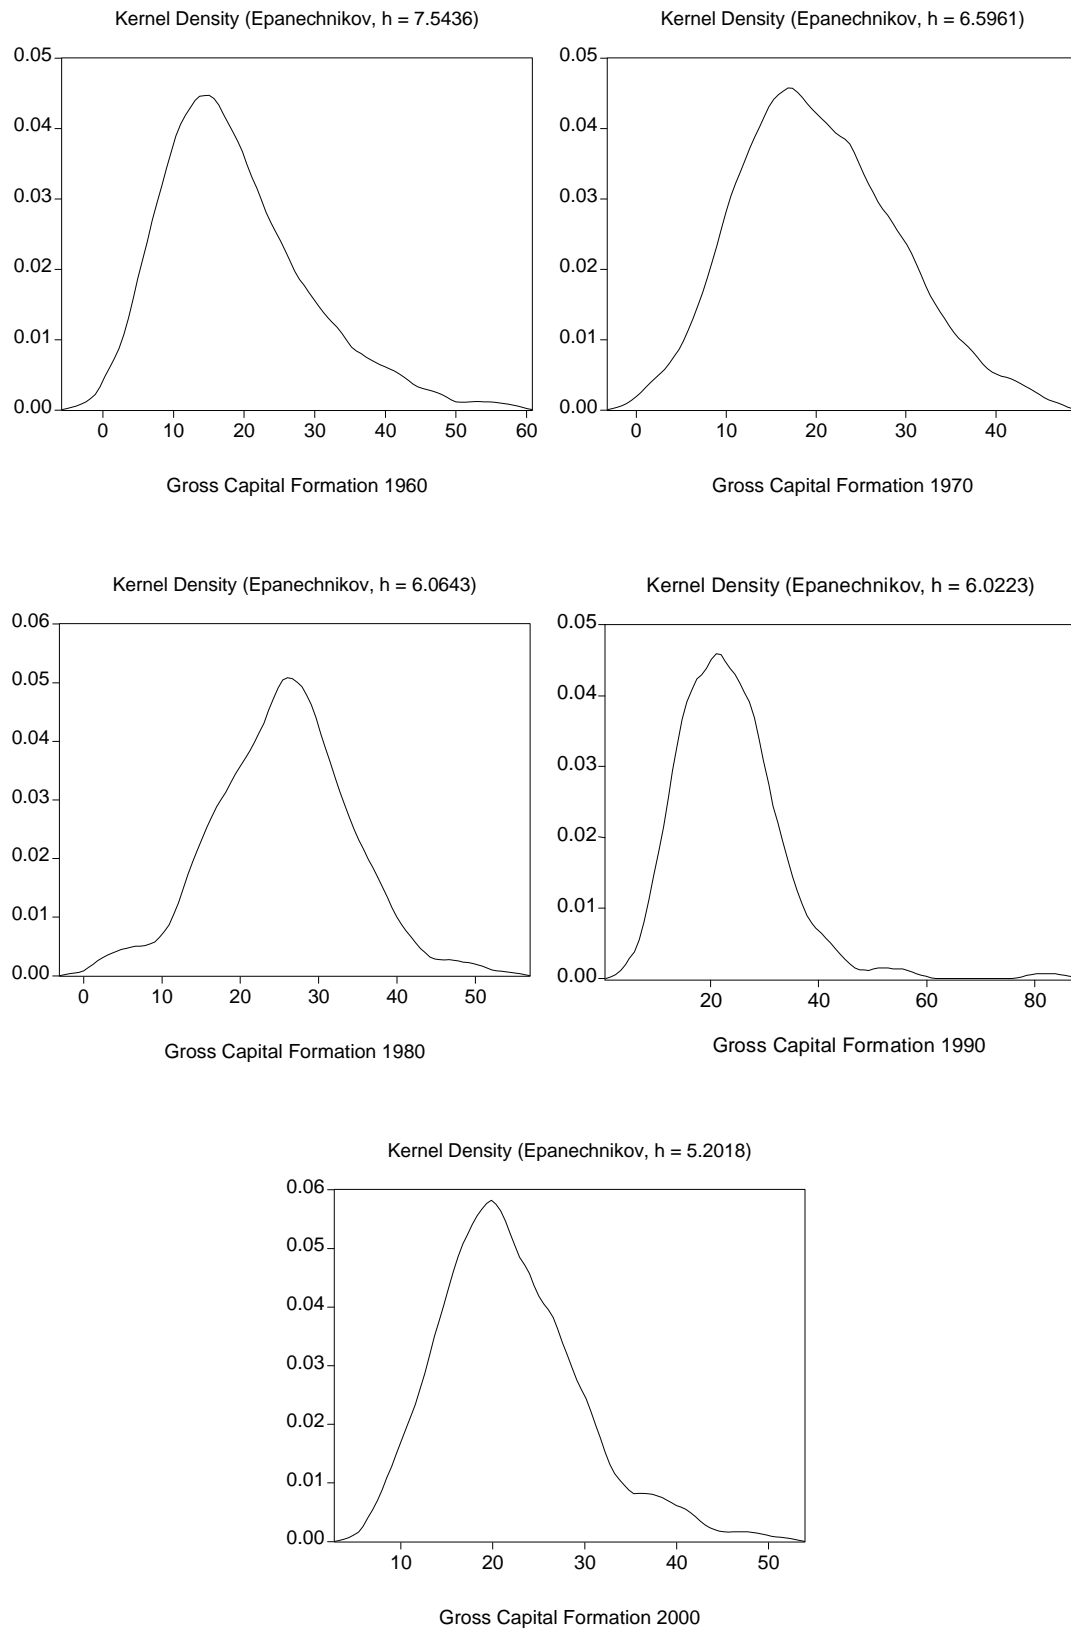 Kernel Density (Epanechnikov, h = 7.5436)
0.05
0.04
0.03
0.02
0.01
0.00
0 10 20 30 40 50 60
Gross Capital Formation 1960
Kernel Density (Epanechnikov, h = 6.5961)
0.05
0.04
0.03
0.02
0.01
0.00
0 10 20 30 40
Gross Capital Formation 1970
Kernel Density (Epanechnikov, h = 6.0643)
0.06
0.05
0.04
0.03
0.02
0.01
0.00
0 10 20 30 40 50
Gross Capital Formation 1980
Kernel Density (Epanechnikov, h = 6.0223)
0.05
0.04
0.03
0.02
0.01
0.00
20 40 60 80
Gross Capital Formation 1990
Kernel Density (Epanechnikov, h = 5.2018)
0.06
0.05
0.04
0.03
0.02
0.01
0.00
10 20 30 40 50
Gross Capital Formation 2000